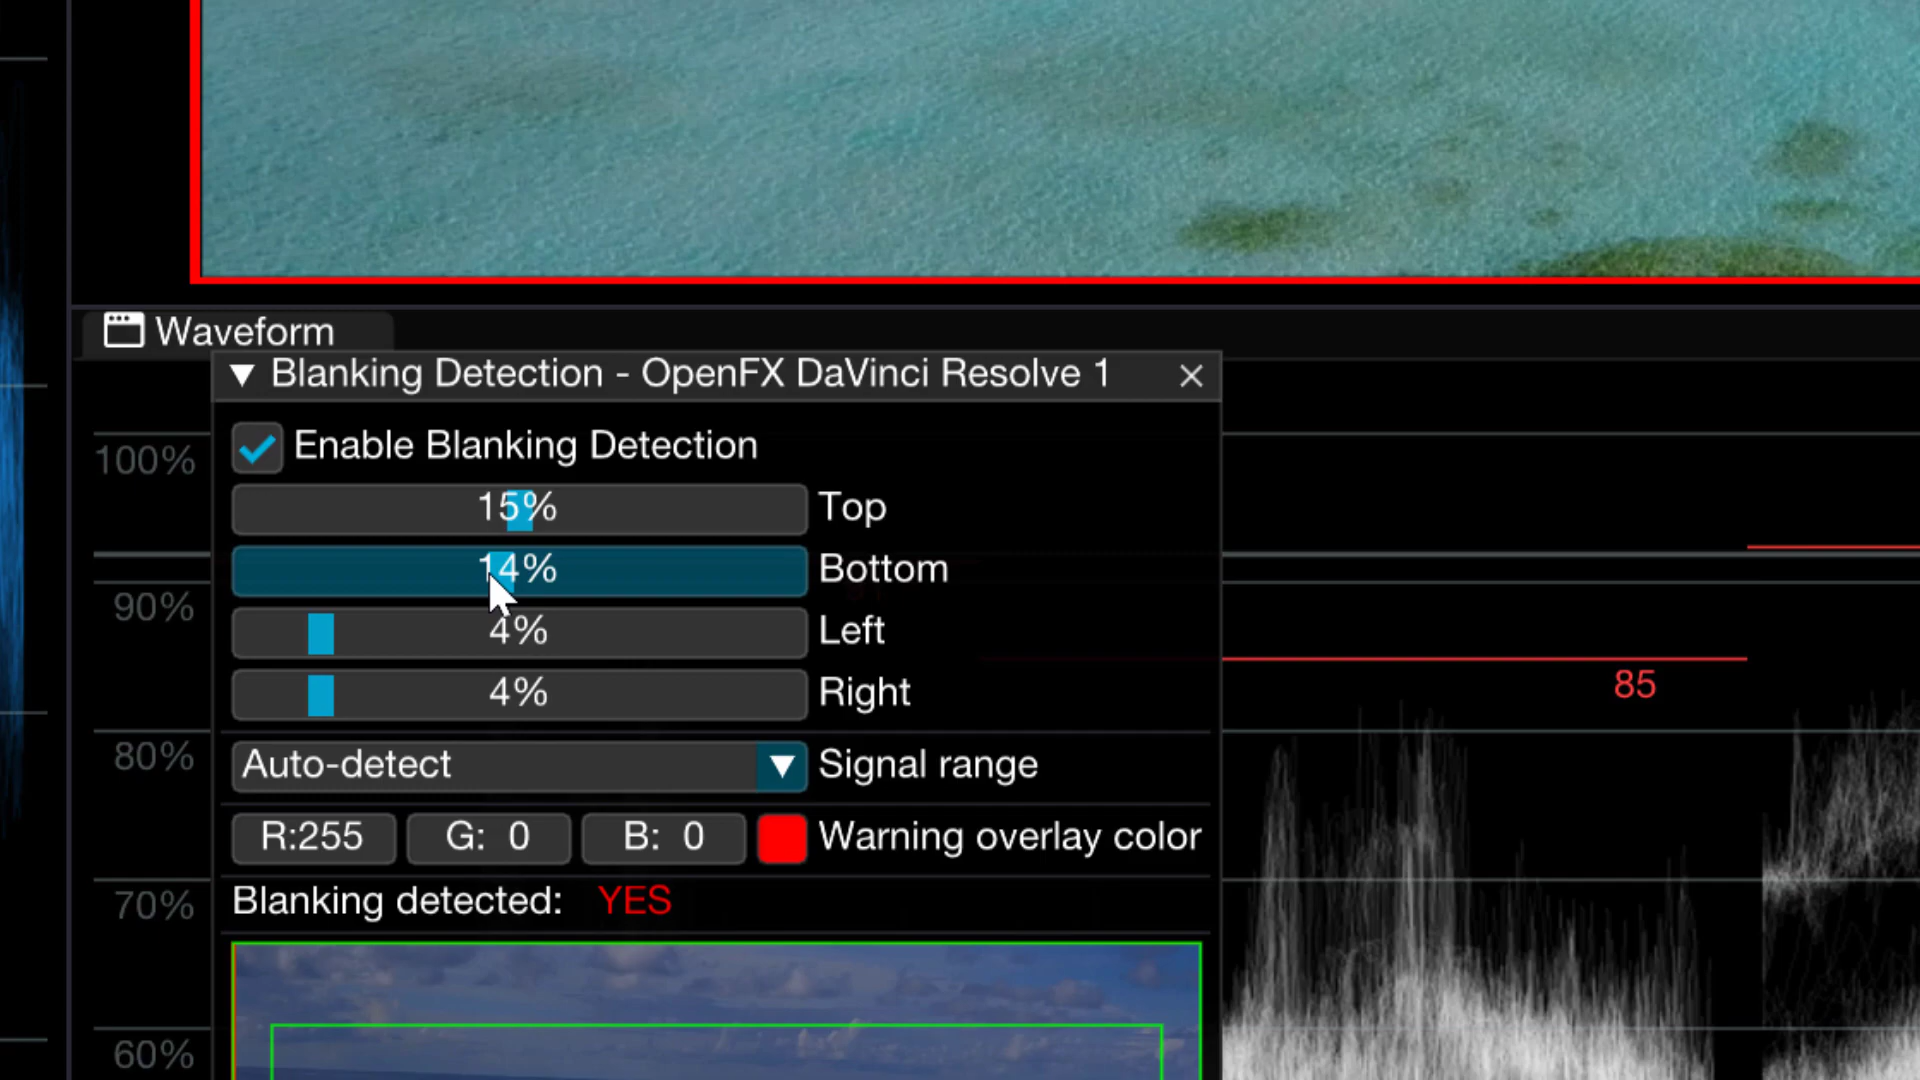 Waveform
Blanking Detection - OpenFX DaVinci Resolve 1
Enable Blanking Detection
100%
15% Top
14% Bottom
90%
4% Left
4% Right
85
80%
Auto-detect Signal range
R:255 G: 0 B: 0 Warning overlay color
70%
Blanking detected: YES
60%